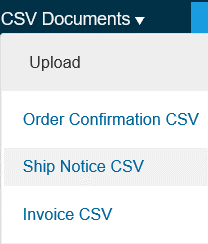 CSV Documents ▼
Upload
Order Confirmation CSV
Ship Notice CSV
Invoice CSV